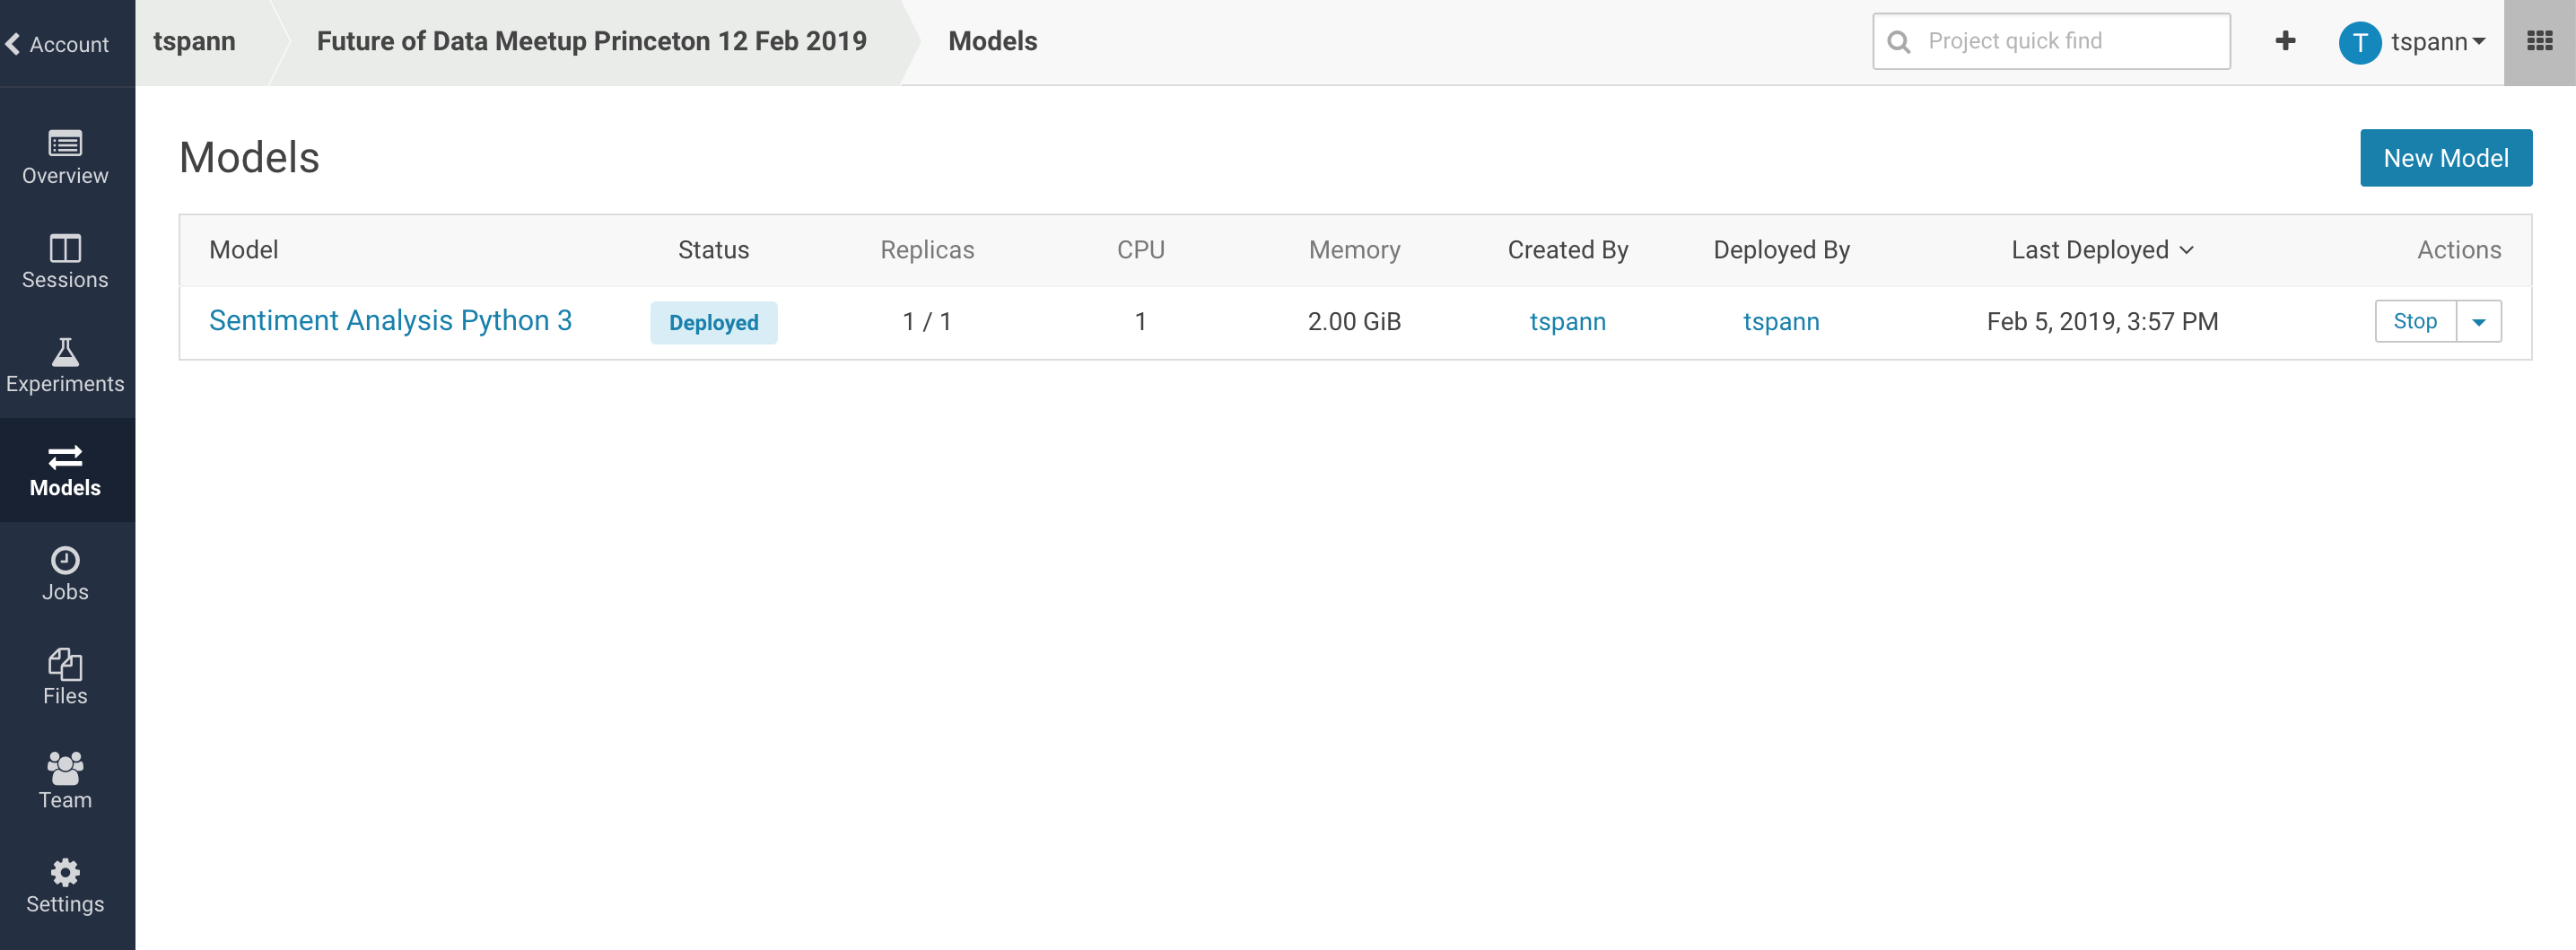 Account
tspann
Future of Data Meetup Princeton 12 Feb 2019
Models
Project quick find
T
tspann
Overview
Sessions
Experiments
Models
Jobs
Files
Team
Settings
Models
New Model
Model Status Replicas CPU Memory Created By Deployed By Last Deployed Actions
Sentiment Analysis Python 3 Deployed 1 / 1 1 2.00 GiB tspann tspann Feb 5, 2019, 3:57 PM Stop